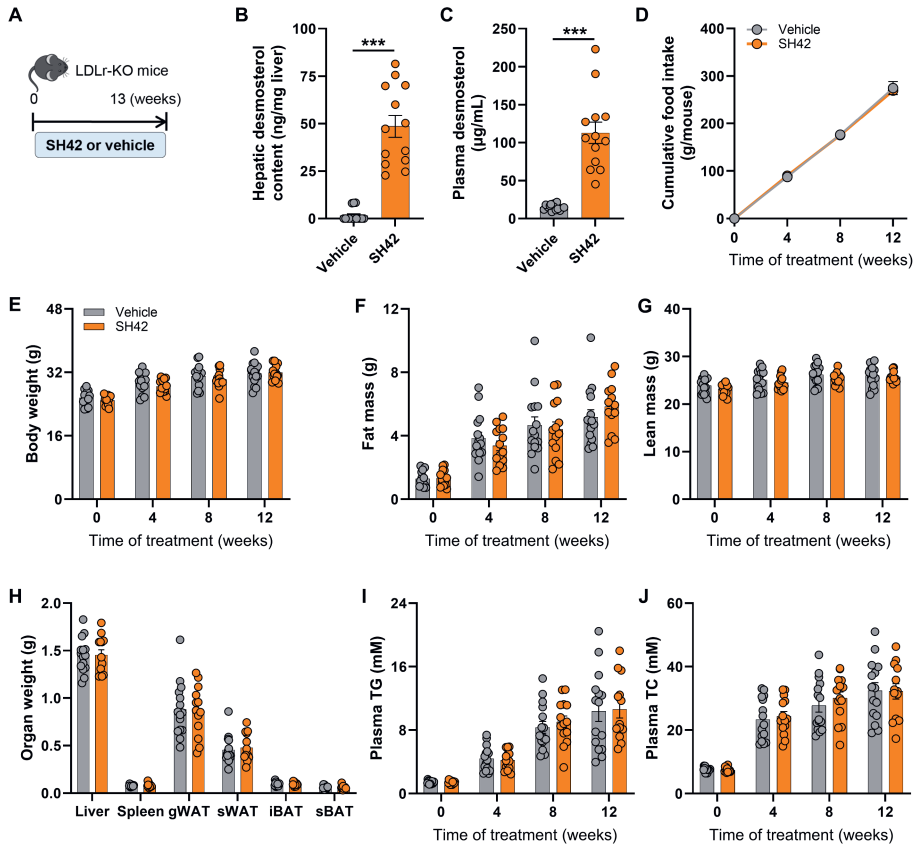 A
LDLr-KO mice
0
13 (weeks)
SH42 or vehicle
B
Hepatic desmosterol
content (ng/mg liver)
100
75
50
25
0
***
Vehicle
SH42
C
Plasma desmosterol
(µg/mL)
250
200
150
100
50
0
***
Vehicle
SH42
D
Vehicle
SH42
Cumulative food intake
(g/mouse)
400
300
200
100
0
0 4 8 12
Time of treatment (weeks)
E
Vehicle
SH42
Body weight (g)
48
32
16
0
0 4 8 12
Time of treatment (weeks)
F
Fat mass (g)
12
8
4
0
0 4 8 12
Time of treatment (weeks)
G
Lean mass (g)
40
30
20
10
0
0 4 8 12
Time of treatment (weeks)
H
Organ weight (g)
2.0
1.5
1.0
0.5
0.0
Liver Spleen gWAT sWAT iBAT sBAT
I
Plasma TG (mM)
24
16
8
0
0 4 8 12
Time of treatment (weeks)
J
Plasma TC (mM)
60
40
20
0
0 4 8 12
Time of treatment (weeks)